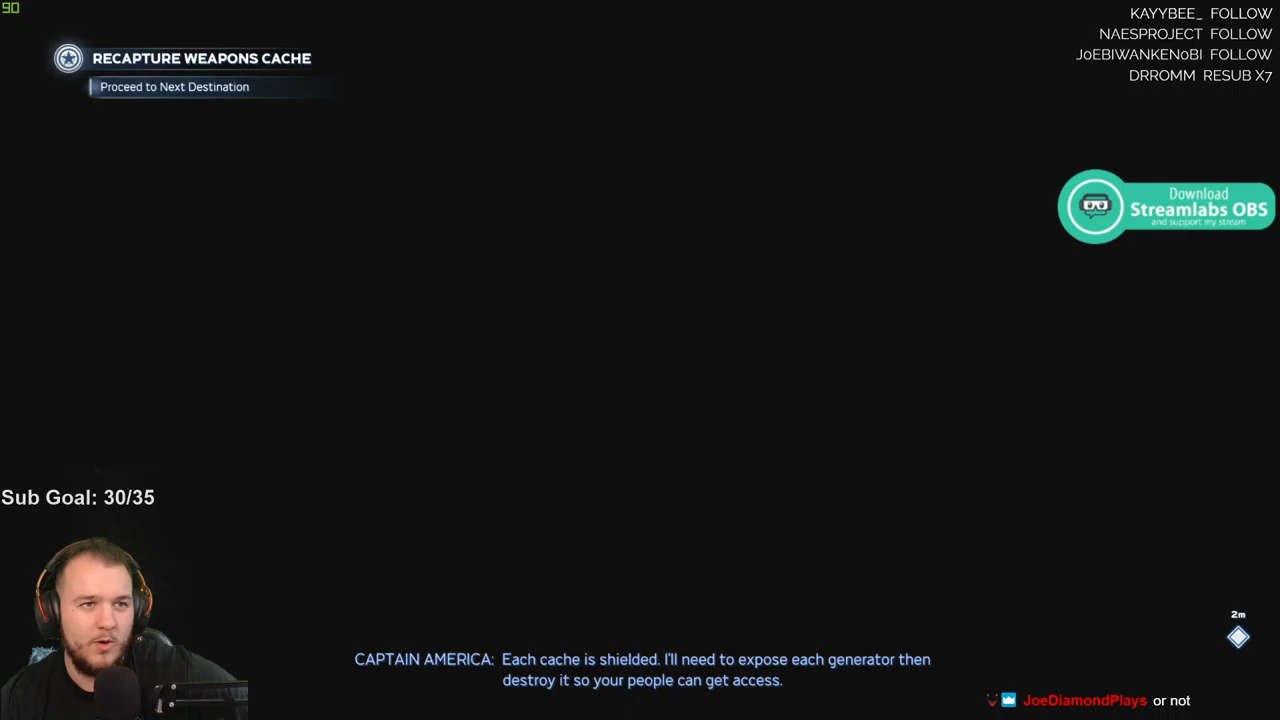 90
KAYYBEE_ FOLLOW
NAESPROJECT FOLLOW
JoEBIWANKENoBI FOLLOW
DRROMM RESUB X7
RECAPTURE WEAPONS CACHE
Proceed to Next Destination
Download
Streamlabs OBS
and support my stream
Sub Goal: 30/35
2m
CAPTAIN AMERICA: Each cache is shielded. I'll need to expose each generator then
destroy it so your people can get access.
JoeDiamondPlays or not